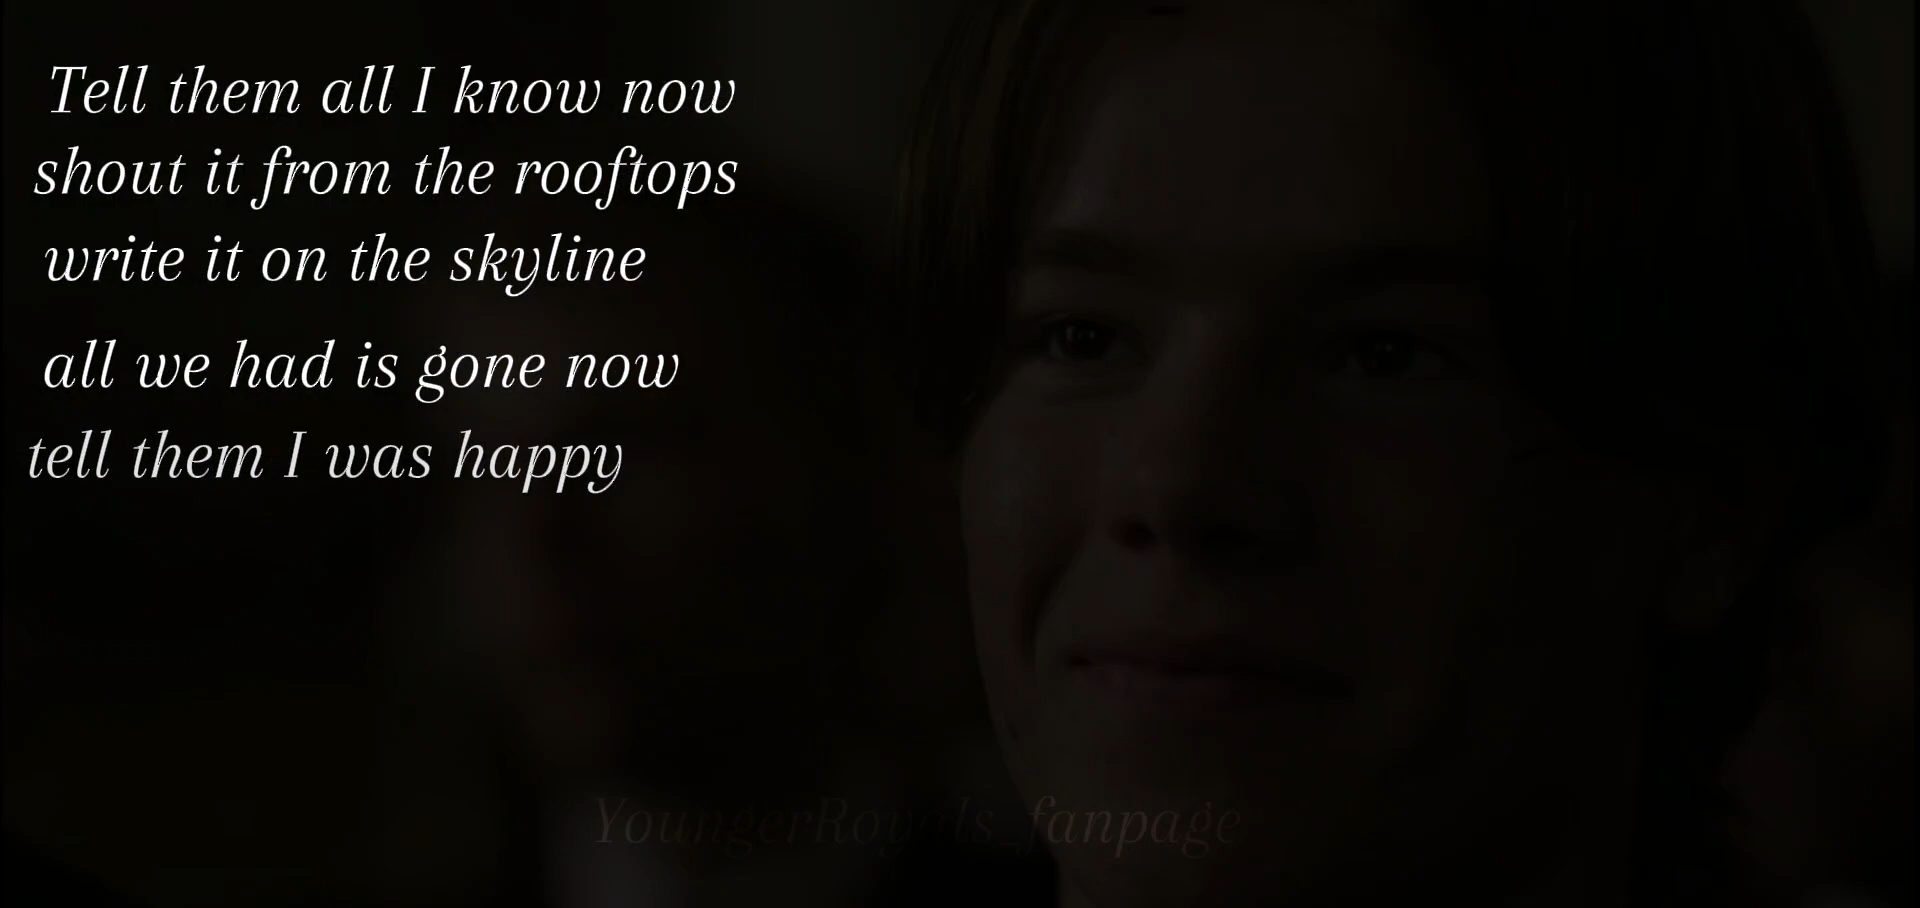 Tell them all I know now
shout it from the rooftops
write it on the skyline
all we had is gone now
tell them I was happy
YoungerRoyals_fanpage